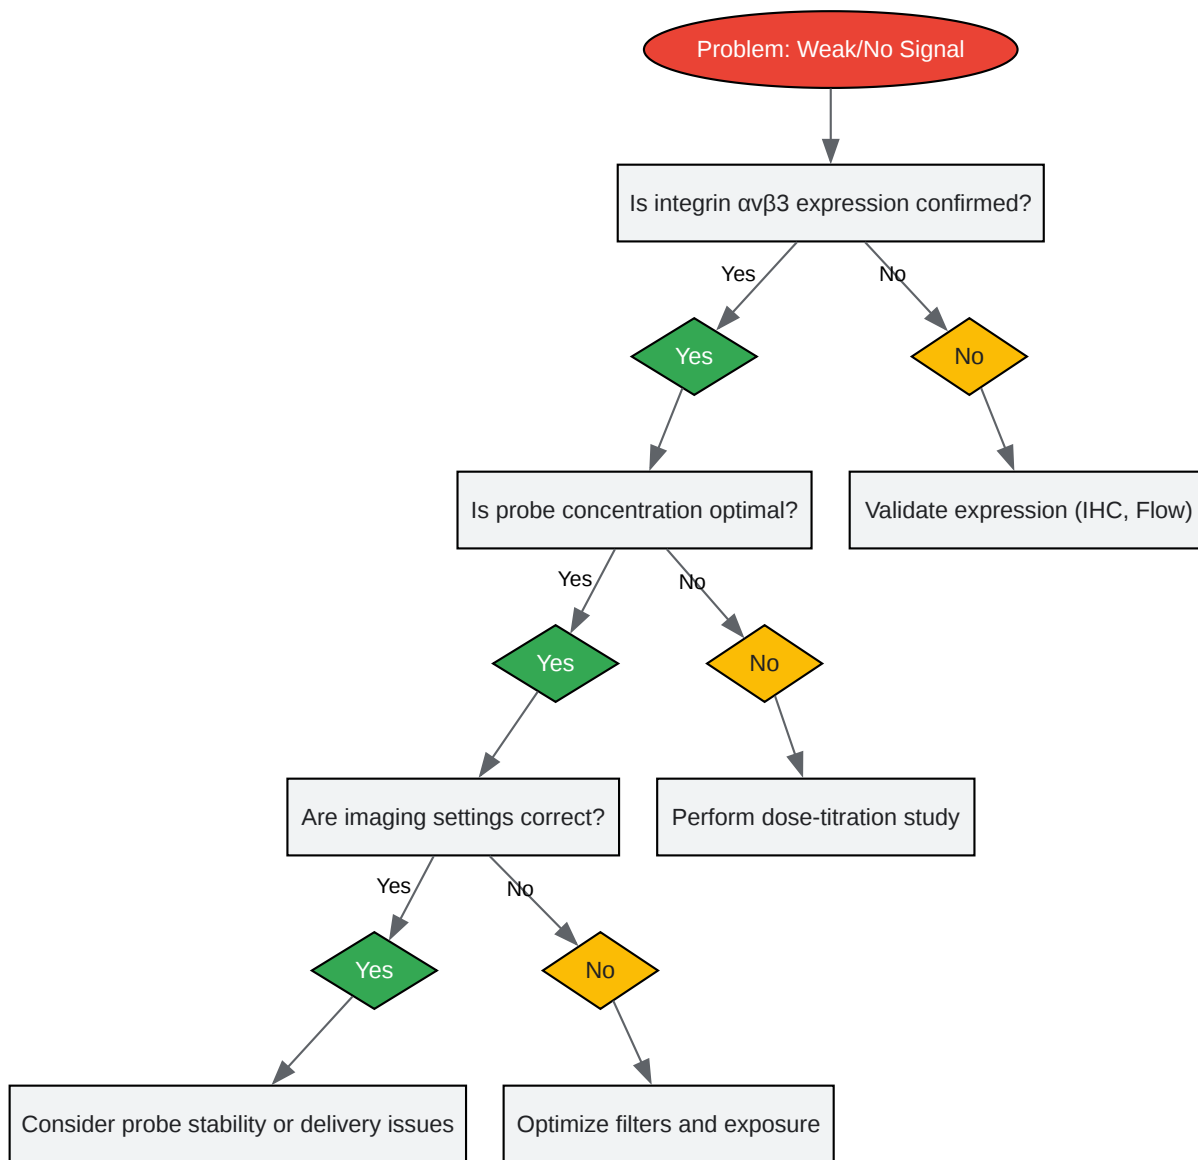 Problem: Weak/No Signal
Is integrin αvβ3 expression confirmed?
Yes
No
Yes
No
Is probe concentration optimal?
Validate expression (IHC, Flow)
Yes
No
Yes
No
Are imaging settings correct?
Perform dose-titration study
Yes
No
Yes
No
Consider probe stability or delivery issues
Optimize filters and exposure